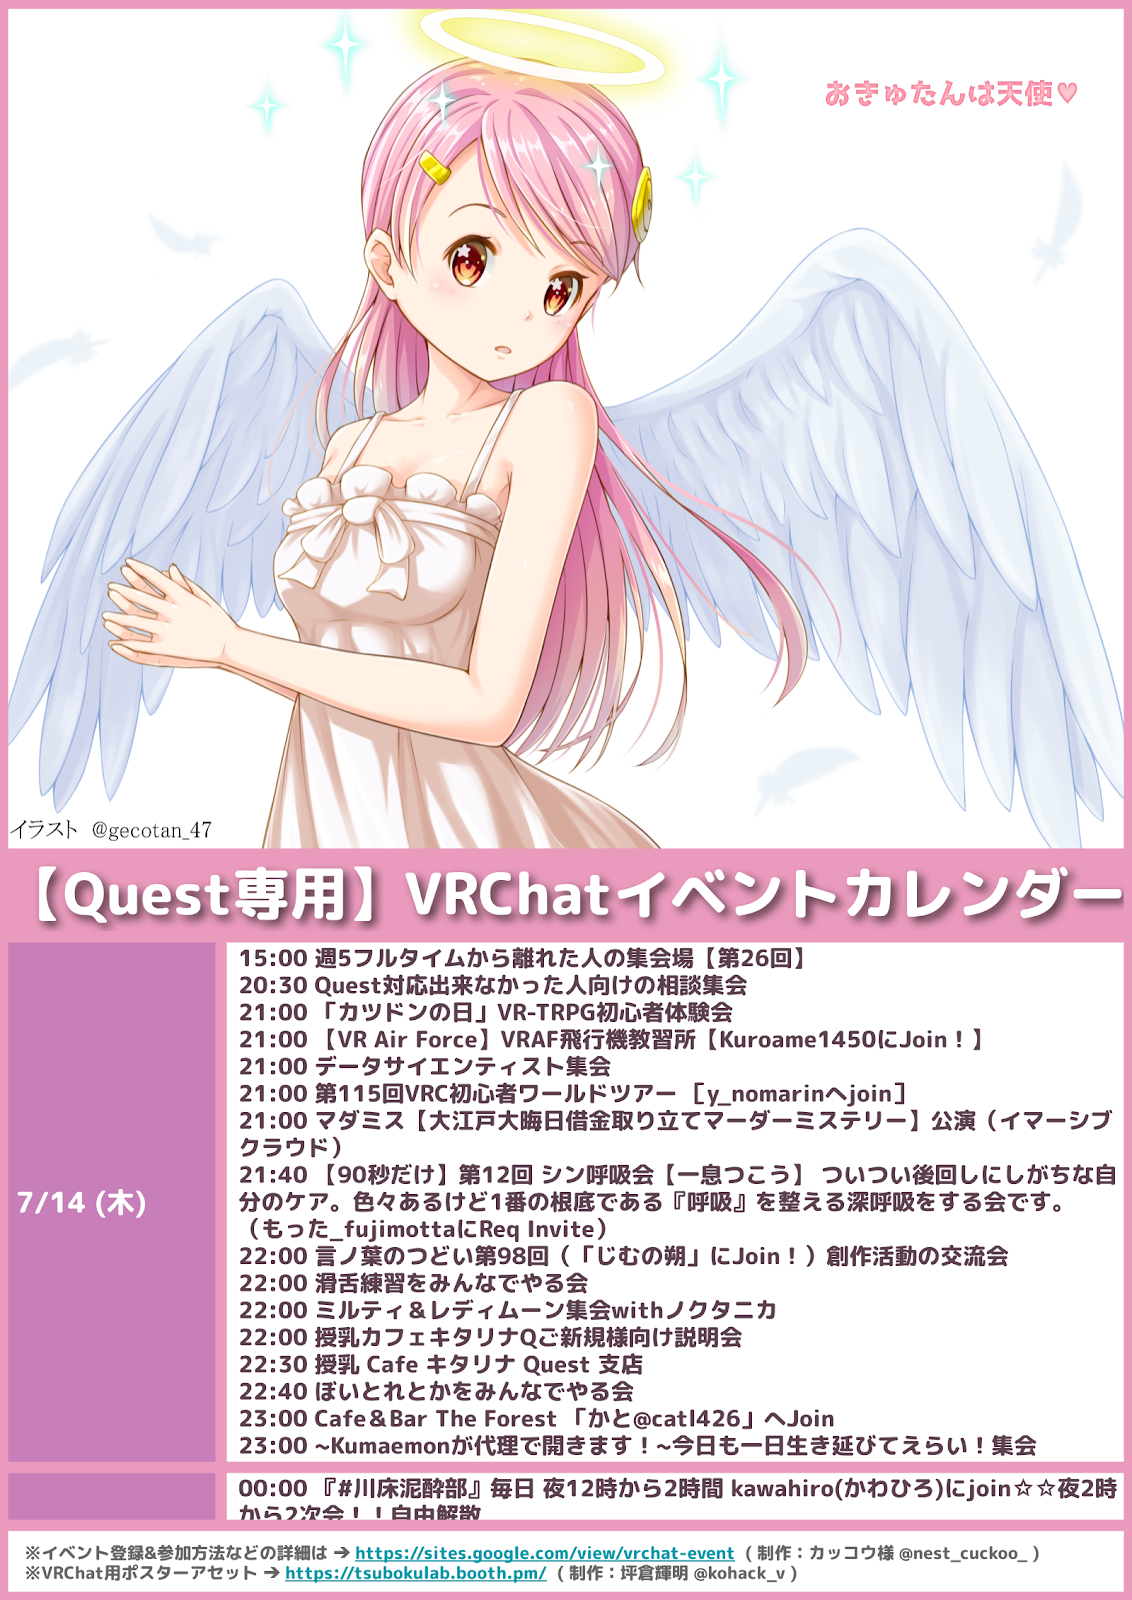 おきゅたんは天使♥
イラスト @gecotan_47
【Quest専用】VRChatイベントカレンダー
7/14 (木)
15:00 週5フルタイムから離れた人の集会場【第26回】
20:30 Quest対応出来なかった人向けの相談集会
21:00 「カツドンの日」VR-TRPG初心者体験会
21:00 【VR Air Force】VRAF飛行機教習所【Kuroame1450にJoin！】
21:00 データサイエンティスト集会
21:00 第115回VRC初心者ワールドツアー ［y_nomarinへjoin］
21:00 マダミス【大江戸大晦日借金取り立てマーダーミステリー】公演（イマーシブ
クラウド）
21:40 【90秒だけ】第12回 シン呼吸会【一息つこう】 ついつい後回しにしがちな自
分のケア。色々あるけど1番の根底である『呼吸』を整える深呼吸をする会です。
（もった_fujimottaにReq Invite）
22:00 言ノ葉のつどい第98回（「じむの朔」にJoin！）創作活動の交流会
22:00 滑舌練習をみんなでやる会
22:00 ミルティ＆レディムーン集会withノクタニカ
22:00 授乳カフェキタリナQご新規様向け説明会
22:30 授乳 Cafe キタリナ Quest 支店
22:40 ぼいとれとかをみんなでやる会
23:00 Cafe＆Bar The Forest 「かと@catl426」へJoin
23:00 ~Kumaemonが代理で開きます！~今日も一日生き延びてえらい！集会
00:00 『#川床泥酔部』毎日 夜12時から2時間 kawahiro(かわひろ)にjoin☆☆夜2時
から2次会！！自由解散
※イベント登録&参加方法などの詳細は ➔ https://sites.google.com/view/vrchat-event （ 制作：カッコウ様 @nest_cuckoo_ ）
※VRChat用ポスターアセット ➔ https://tsubokulab.booth.pm/ （ 制作：坪倉輝明 @kohack_v ）